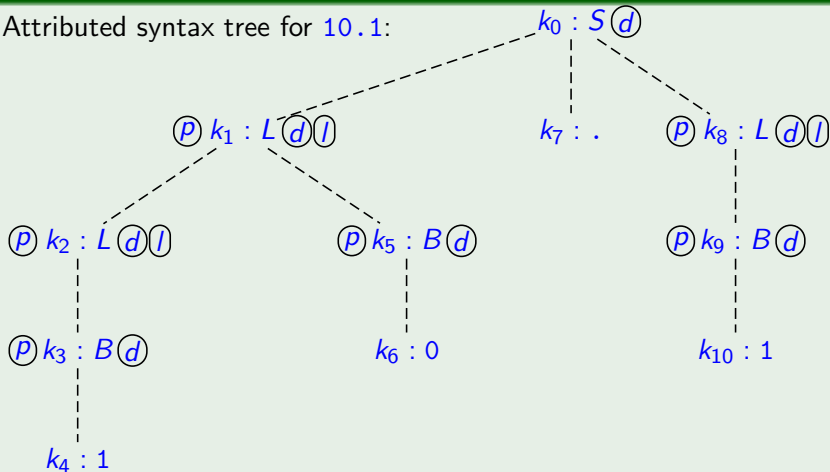 Attributed syntax tree for 10.1:
k₀ : S d
p k₁ : L d l
k₇ : .
p k₈ : L d l
p k₂ : L d l
p k₅ : B d
p k₉ : B d
p k₃ : B d
k₆ : 0
k₁₀ : 1
k₄ : 1